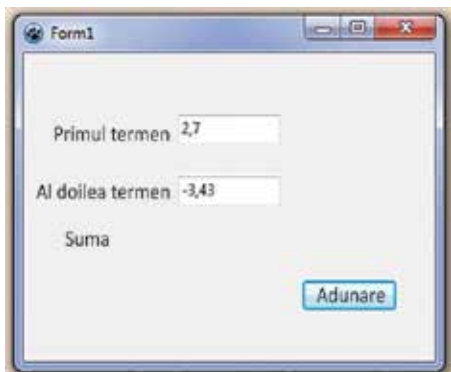 Form1
Primul termen 2,7
Al doilea termen -3,43
Suma
Adunare